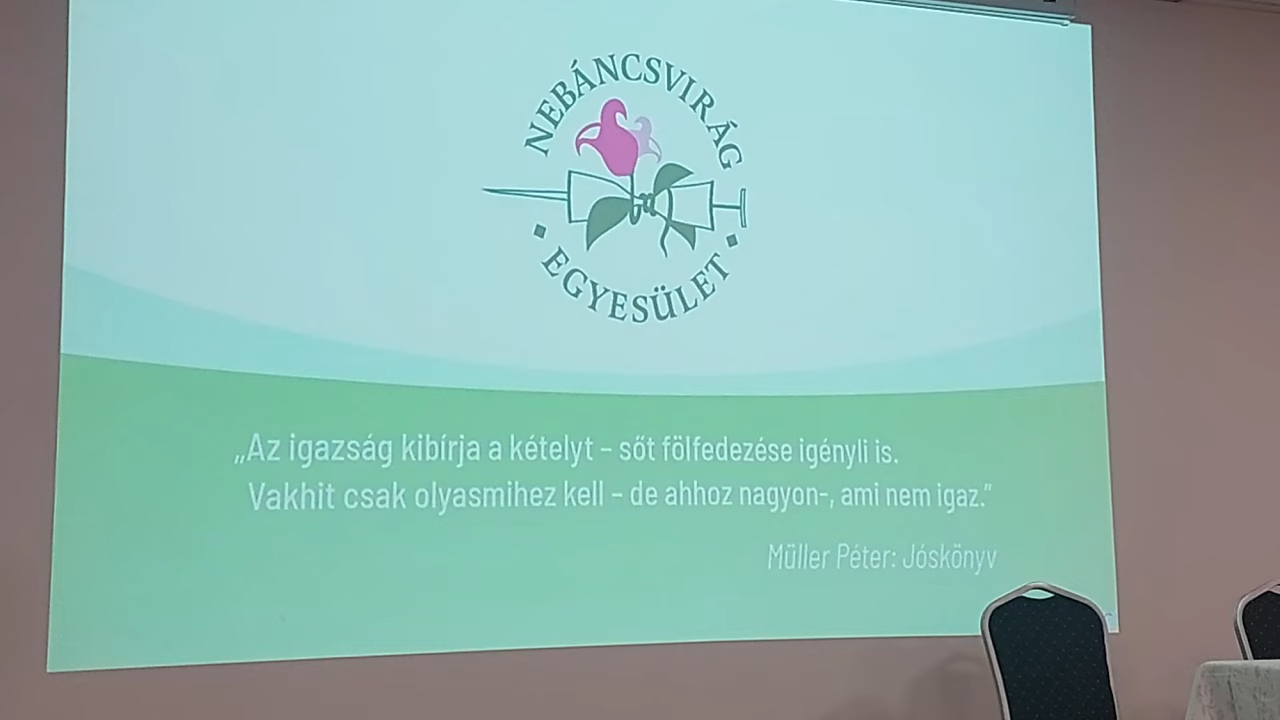 NEBÁNCSVIRÁG
EGYESÜLET
„Az igazság kibírja a kételyt – sőt fölfedezése igényli is.
Vakhit csak olyasmihez kell – de ahhoz nagyon-, ami nem igaz.”
Müller Péter: Jóskönyv